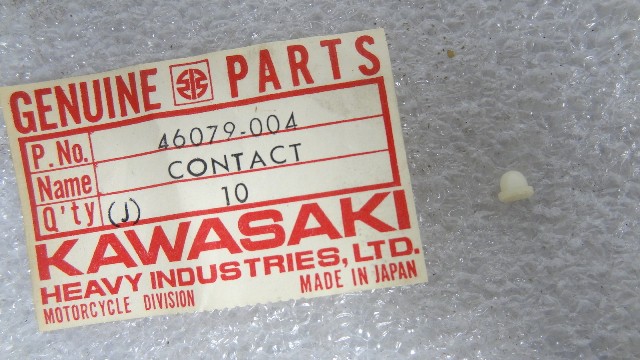 GENUINE PARTS
P.No. 46079-004
Name CONTACT
Q'ty (J) 10
KAWASAKI
HEAVY INDUSTRIES, LTD.
MOTORCYCLE DIVISION MADE IN JAPAN